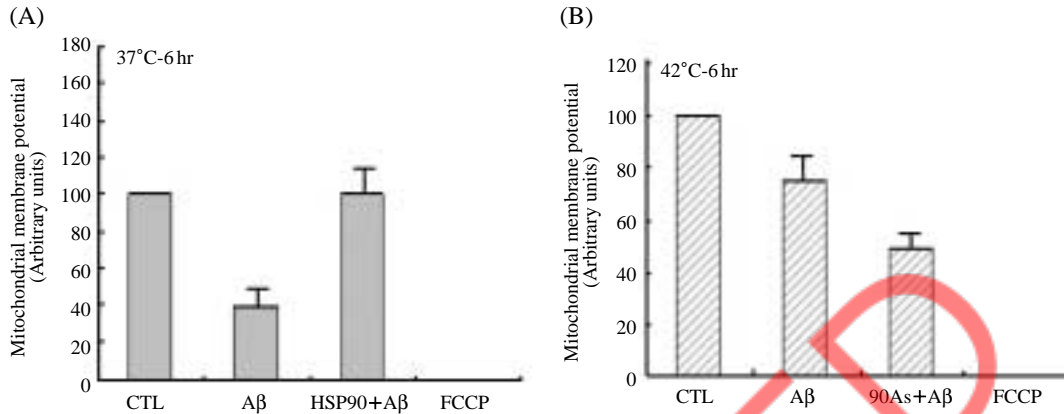 (A)
Mitochondrial membrane potential
(Arbitrary units)
180
160
140
120
100
80
60
40
20
0
37°C-6 hr
CTL Aβ HSP90+Aβ FCCP
(B)
Mitochondrial membrane potential
(Arbitrary units)
120
100
80
60
40
20
0
42°C-6 hr
CTL Aβ 90As+Aβ FCCP